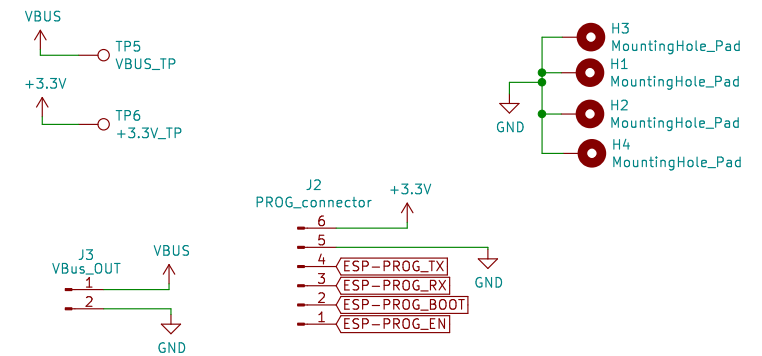 VBUS
TP5
VBUS_TP
+3.3V
TP6
+3.3V_TP
H3
MountingHole_Pad
H1
MountingHole_Pad
H2
MountingHole_Pad
H4
MountingHole_Pad
GND
J2
PROG_connector
+3.3V
6
5
4 ESP-PROG_TX
3 ESP-PROG_RX
2 ESP-PROG_BOOT
1 ESP-PROG_EN
GND
J3
VBus_OUT
VBUS
1
2
GND